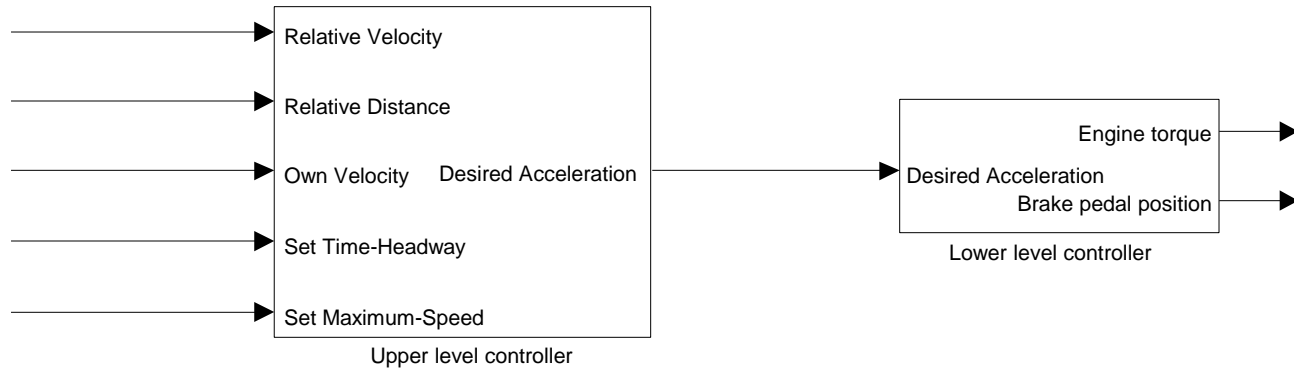 Relative Velocity
Relative Distance
Own Velocity
Desired Acceleration
Set Time-Headway
Set Maximum-Speed
Upper level controller
Engine torque
Desired Acceleration
Brake pedal position
Lower level controller